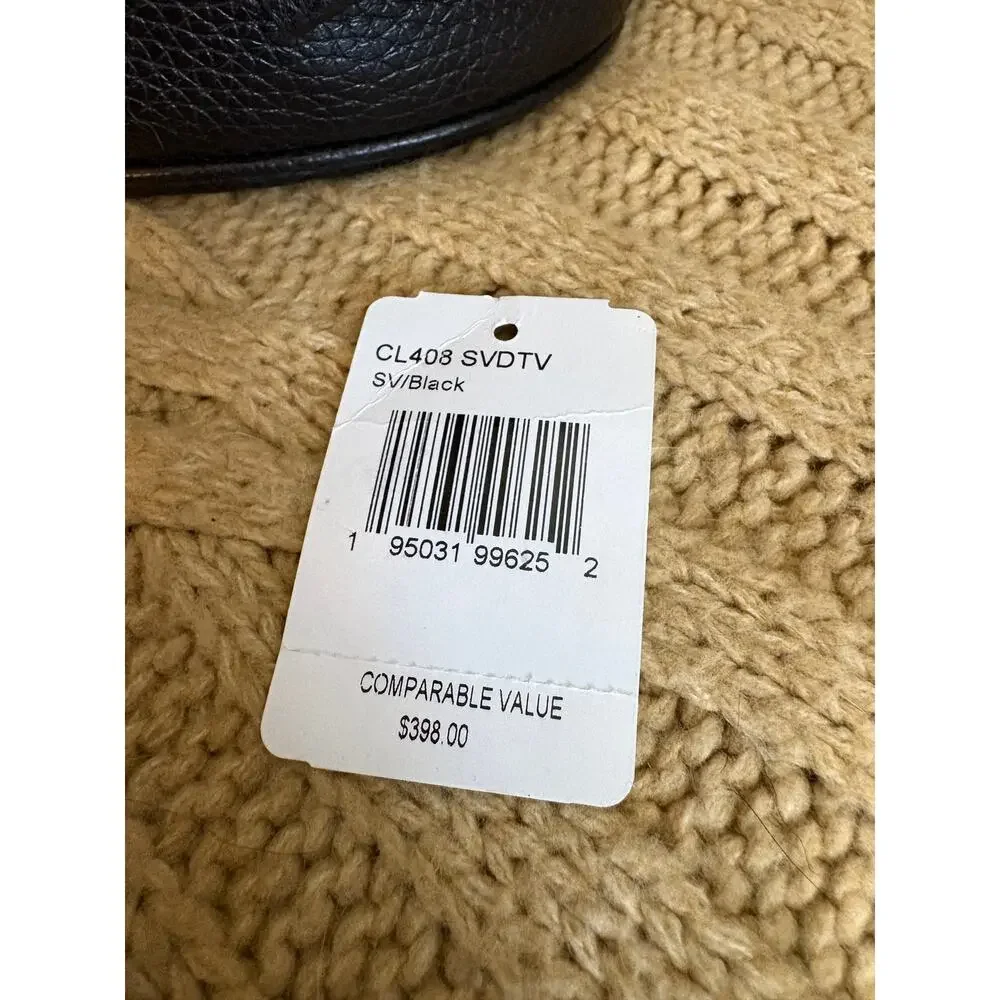 CL408 SVDTV
SV/Black
1 95031 99625 2
COMPARABLE VALUE
$398.00